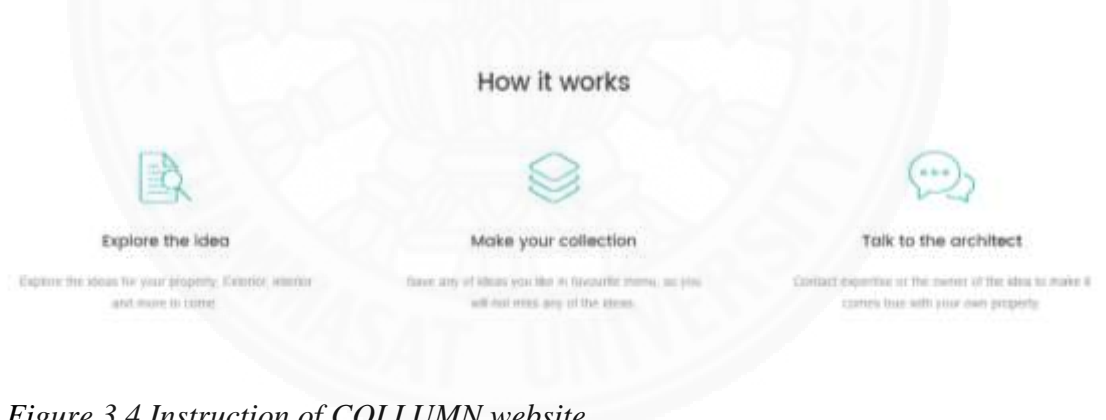 How it works
Explore the idea
Make your collection
Talk to the architect
Explore the ideas for your property, Exterior, interior
and more to come
Save any of ideas you like in favourite menu, so you
will not miss any of the ideas
Contact expertise or the owner of the idea to make it
comes true with your own property
Figure 3.4 Instruction of COLLUMN website
UNIVERSITY